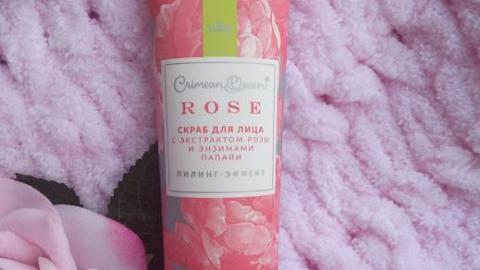 Crimean Queen
ROSE
СКРАБ ДЛЯ ЛИЦА
С ЭКСТРАКТОМ РОЗЫ
И ЭНЗИМАМИ
ПАПАЙИ
ПИЛИНГ-ЭФФЕКТ